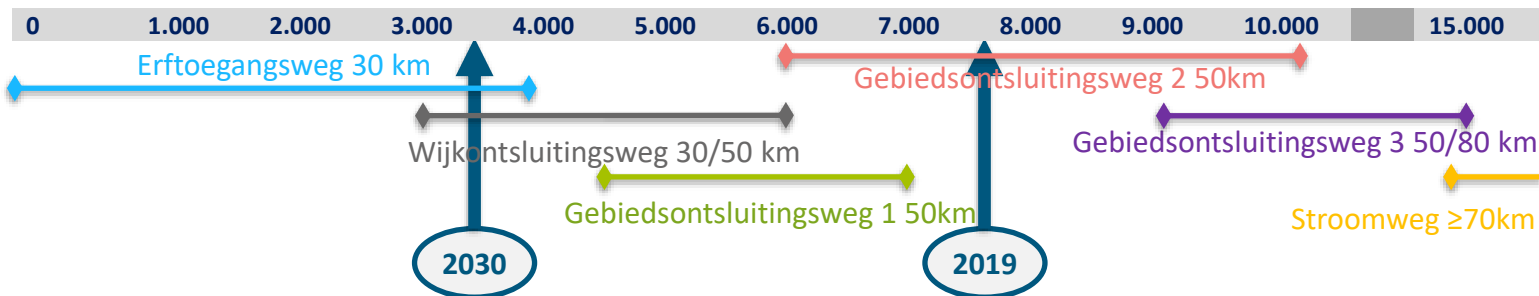 0 1.000 2.000 3.000 4.000 5.000 6.000 7.000 8.000 9.000 10.000 15.000
Erftoegangsweg 30 km
Gebiedsontsluitingsweg 2 50km
Wijkontsluitingsweg 30/50 km
Gebiedsontsluitingsweg 3 50/80 km
Gebiedsontsluitingsweg 1 50km
Stroomweg ≥70km
2030
2019